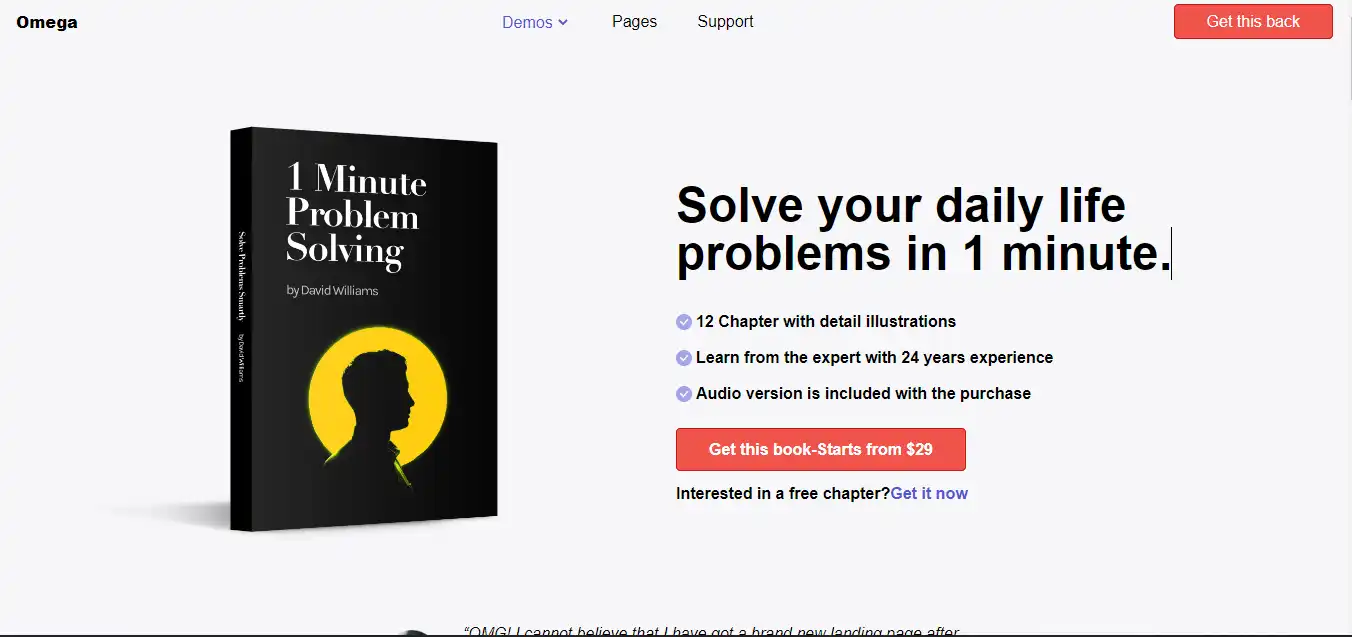 Omega
Demos
Pages
Support
Get this back
1 Minute
Problem
Solving
by David Williams
Solve Problems Smartly
by David Williams
Solve your daily life
problems in 1 minute.
12 Chapter with detail illustrations
Learn from the expert with 24 years experience
Audio version is included with the purchase
Get this book-Starts from $29
Interested in a free chapter?Get it now
“OMG! I cannot believe that I have got a brand new landing page after